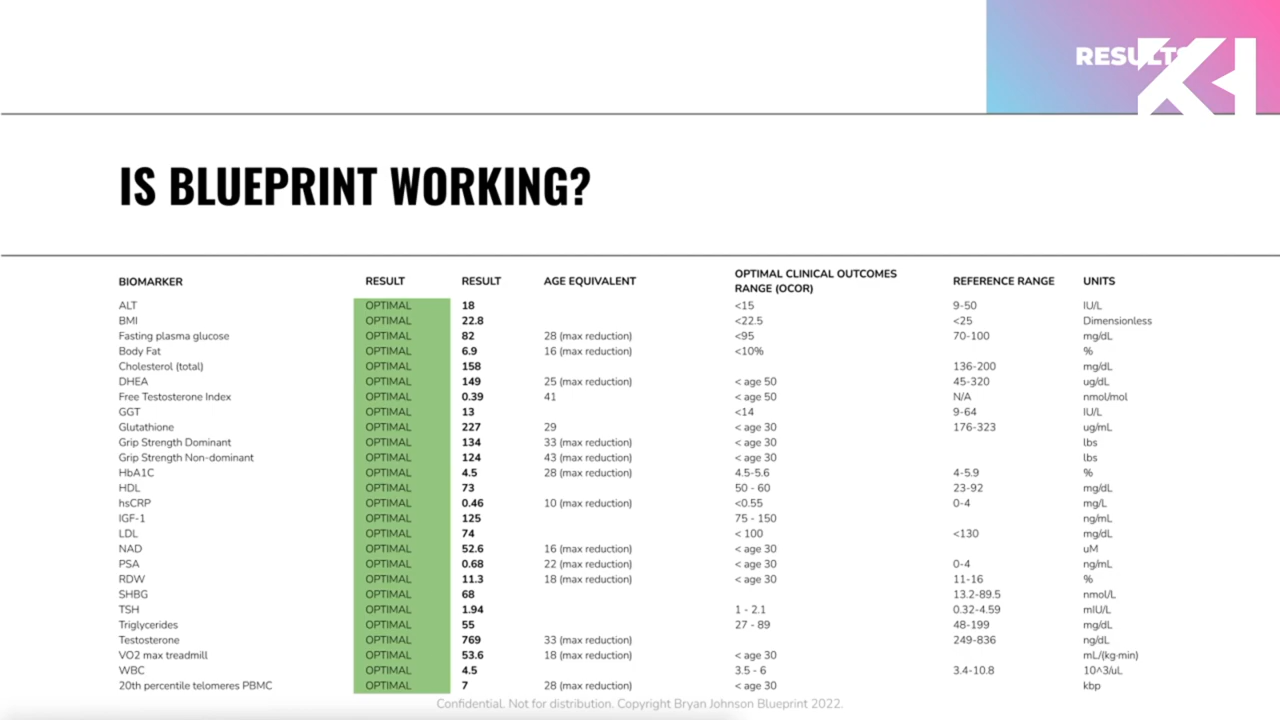 RESULTS
IS BLUEPRINT WORKING?
BIOMARKER RESULT RESULT AGE EQUIVALENT OPTIMAL CLINICAL OUTCOMES RANGE (OCOR) REFERENCE RANGE UNITS
ALT OPTIMAL 18 <15 9-50 IU/L
BMI OPTIMAL 22.8 <22.5 <25 Dimensionless
Fasting plasma glucose OPTIMAL 82 28 (max reduction) <95 70-100 mg/dL
Body Fat OPTIMAL 6.9 16 (max reduction) <10% %
Cholesterol (total) OPTIMAL 158 136-200 mg/dL
DHEA OPTIMAL 149 25 (max reduction) < age 50 45-320 ug/dL
Free Testosterone Index OPTIMAL 0.39 41 < age 50 N/A nmol/mol
GGT OPTIMAL 13 <14 9-64 IU/L
Glutathione OPTIMAL 227 29 < age 30 176-323 ug/mL
Grip Strength Dominant OPTIMAL 134 33 (max reduction) < age 30 lbs
Grip Strength Non-dominant OPTIMAL 124 43 (max reduction) < age 30 lbs
HbA1C OPTIMAL 4.5 28 (max reduction) 4.5-5.6 4-5.9 %
HDL OPTIMAL 73 50 - 60 23-92 mg/dL
hsCRP OPTIMAL 0.46 10 (max reduction) <0.55 0-4 mg/L
IGF-1 OPTIMAL 125 75 - 150 ng/mL
LDL OPTIMAL 74 < 100 <130 mg/dL
NAD OPTIMAL 52.6 16 (max reduction) < age 30 uM
PSA OPTIMAL 0.68 22 (max reduction) < age 30 0-4 ng/mL
RDW OPTIMAL 11.3 18 (max reduction) < age 30 11-16 %
SHBG OPTIMAL 68 13.2-89.5 nmol/L
TSH OPTIMAL 1.94 1 - 2.1 0.32-4.59 mIU/L
Triglycerides OPTIMAL 55 27 - 89 48-199 mg/dL
Testosterone OPTIMAL 769 33 (max reduction) 249-836 ng/dL
VO2 max treadmill OPTIMAL 53.6 18 (max reduction) < age 30 mL/(kg·min)
WBC OPTIMAL 4.5 3.5 - 6 3.4-10.8 10^3/uL
20th percentile telomeres PBMC OPTIMAL 7 28 (max reduction) < age 30 kbp
Confidential. Not for distribution. Copyright Bryan Johnson Blueprint 2022.